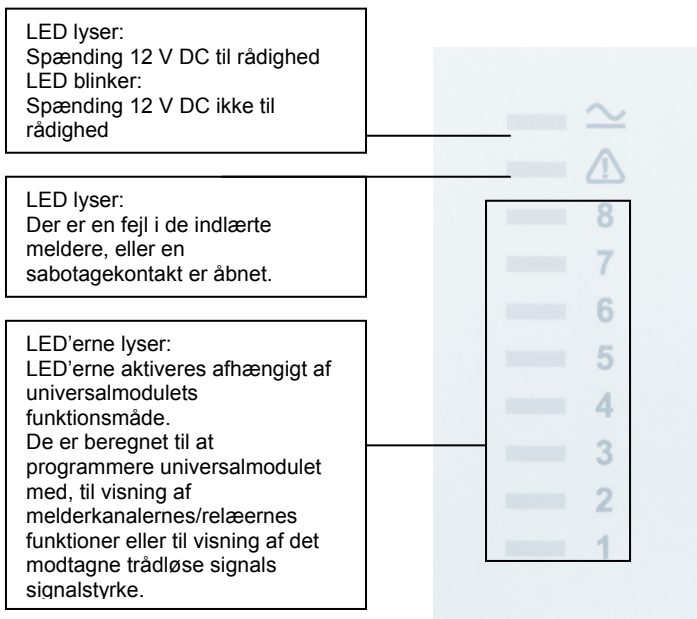 LED lyser:
Spænding 12 V DC til rådighed
LED blinker:
Spænding 12 V DC ikke til
rådighed
LED lyser:
Der er en fejl i de indlærte
meldere, eller en
sabotagekontakt er åbnet.
LED’erne lyser:
LED’erne aktiveres afhængigt af
universalmodulets
funktionsmåde.
De er beregnet til at
programmere universalmodulet
med, til visning af
melderkanalernes/relæernes
funktioner eller til visning af det
modtagne trådløse signals
signalstyrke.
8
7
6
5
4
3
2
1